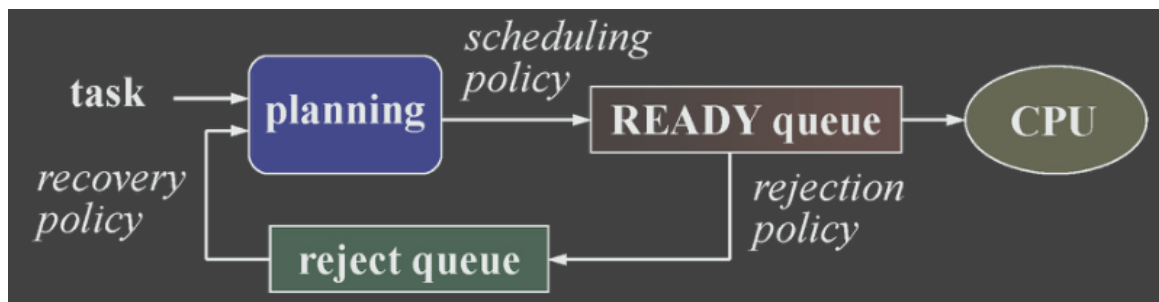 task
planning
scheduling
policy
READY queue
CPU
recovery
policy
reject queue
rejection
policy